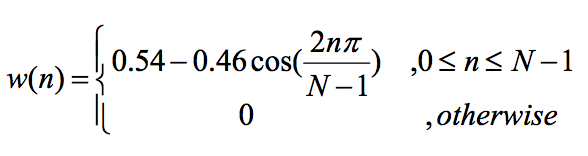 w(n) = { 0.54 − 0.46 cos(2nπ / N − 1) , 0 ≤ n ≤ N − 1
0 , otherwise